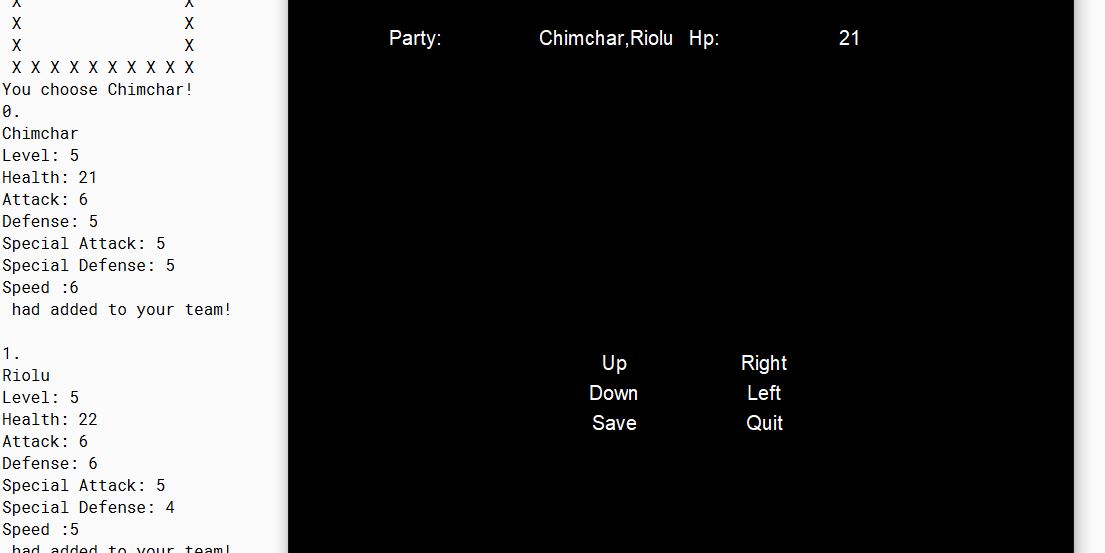 X X
X X
X X
X X X X X X X X X X
You choose Chimchar!
0.
Chimchar
Level: 5
Health: 21
Attack: 6
Defense: 5
Special Attack: 5
Special Defense: 5
Speed :6
had added to your team!
1.
Riolu
Level: 5
Health: 22
Attack: 6
Defense: 6
Special Attack: 5
Special Defense: 4
Speed :5
had added to your team!
Party: Chimchar,Riolu Hp: 21
Up Right
Down Left
Save Quit